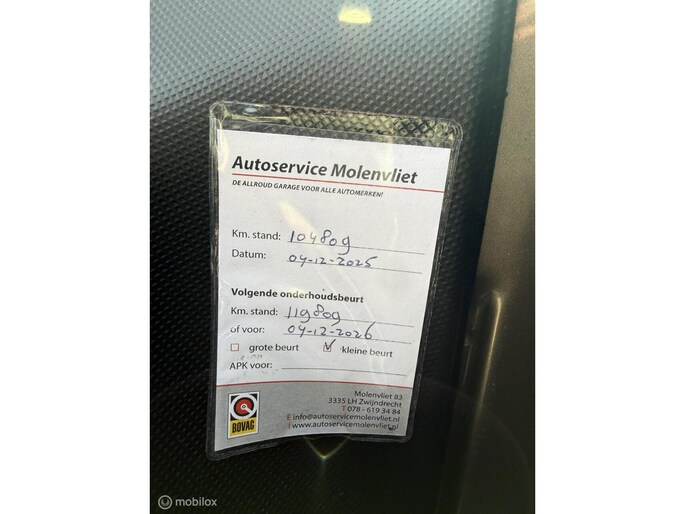 Autoservice Molenvliet
DE ALLROUD GARAGE VOOR ALLE AUTOMERKEN!
Km. stand: 104809
Datum: 04-12-2025
Volgende onderhoudsbeurt
Km. stand: 119809
of voor: 04-12-2026
grote beurt kleine beurt
APK voor:
Molenvliet 83
3335 LH Zwijndrecht
T 078 - 619 34 84
E info@autoservicemolenvliet.nl
I www.autoservicemolenvliet.nl
BOVAG
mobilox